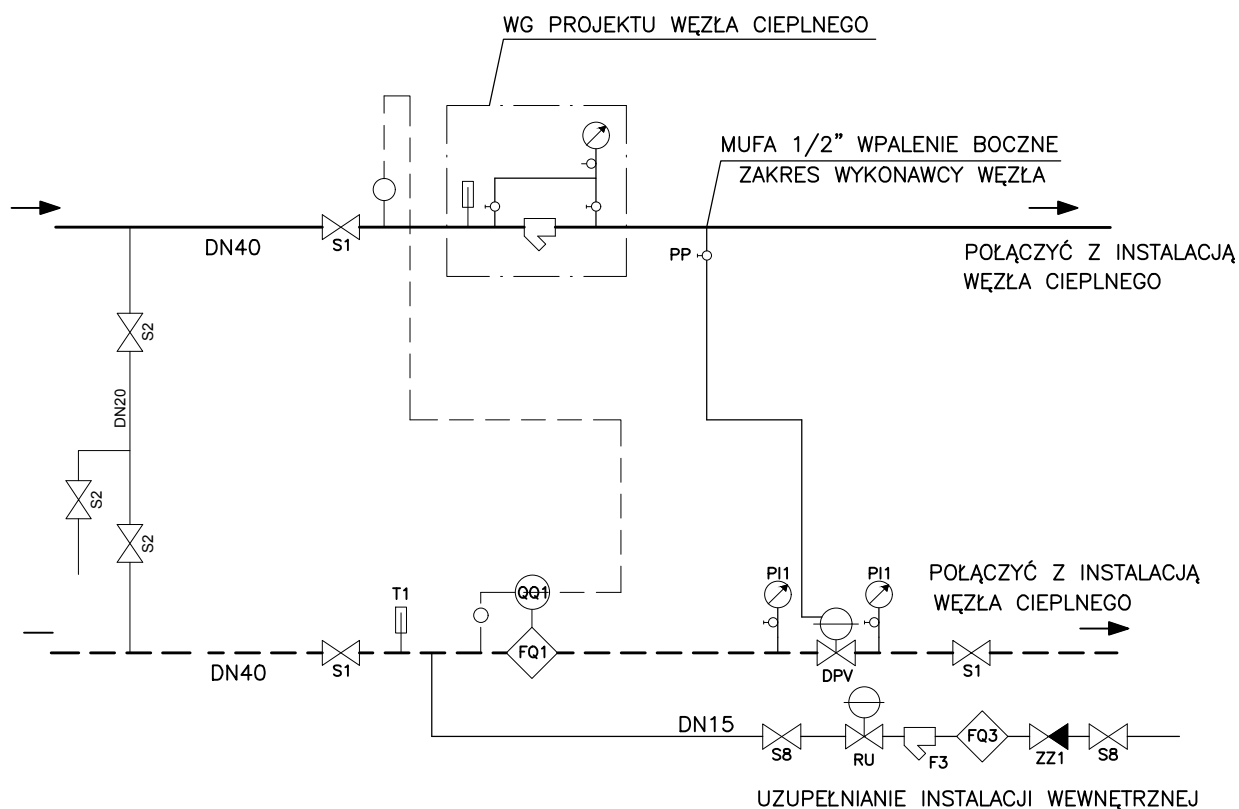 WG PROJEKTU WĘZŁA CIEPLNEGO
MUFA 1/2” WPALENIE BOCZNE
ZAKRES WYKONAWCY WĘZŁA
DN40
S1
PP
POŁĄCZYĆ Z INSTALACJĄ
WĘZŁA CIEPLNEGO
S2
DN20
S2
S2
T1
QQ1
PI1
PI1
POŁĄCZYĆ Z INSTALACJĄ
WĘZŁA CIEPLNEGO
DN40
S1
FQ1
DPV
S1
DN15
S8
RU
F3
FQ3
ZZ1
S8
UZUPEŁNIANIE INSTALACJI WEWNĘTRZNEJ